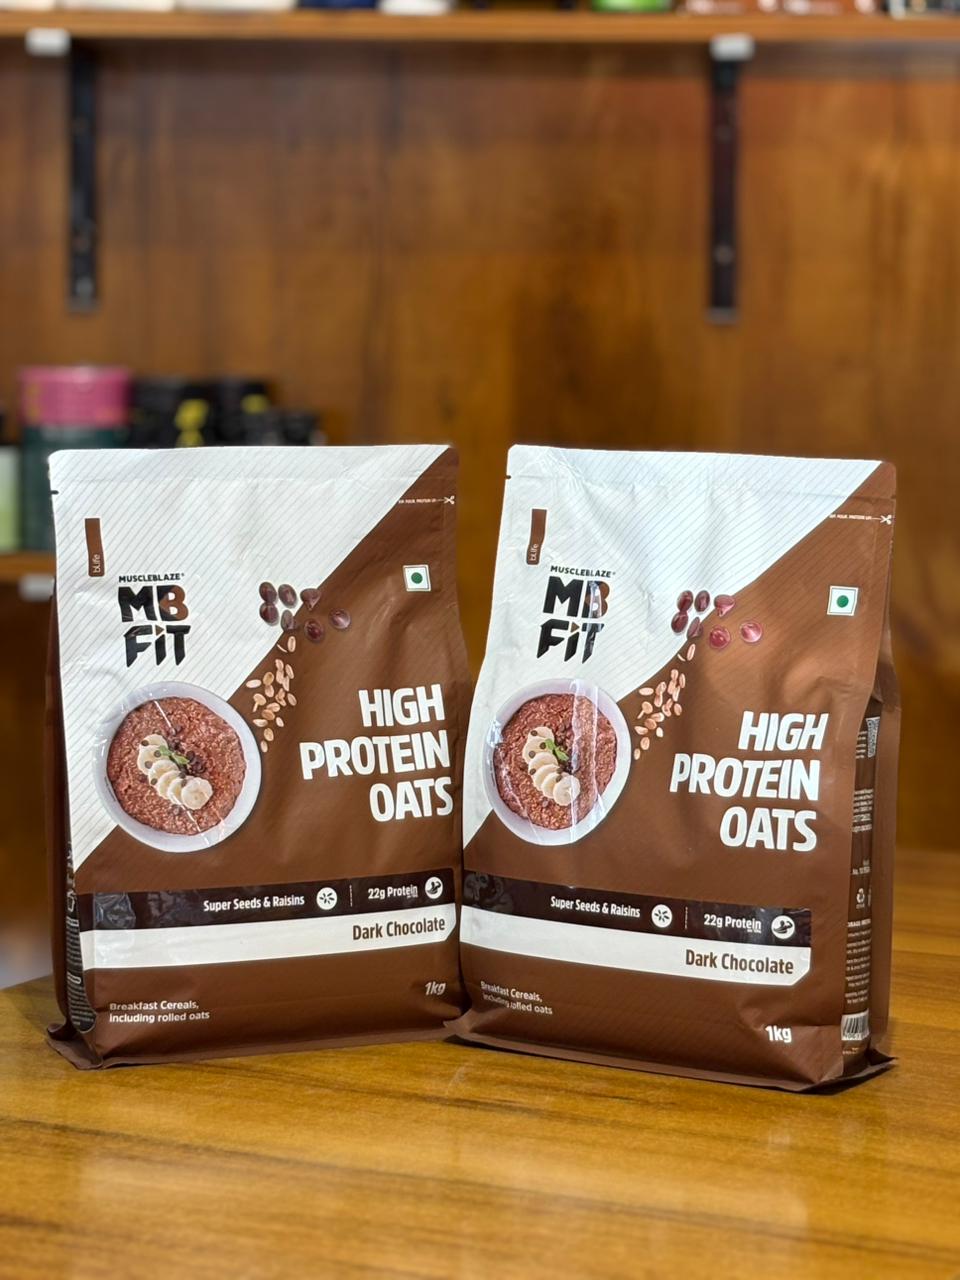 bLife
MUSCLEBLAZE®
MB
FIT
HIGH
PROTEIN
OATS
Super Seeds & Raisins
22g Protein
Dark Chocolate
Breakfast Cereals,
including rolled oats
1kg
bLife
MUSCLEBLAZE®
MB
FIT
HIGH
PROTEIN
OATS
Super Seeds & Raisins
22g Protein
Dark Chocolate
Breakfast Cereals,
including rolled oats
1kg